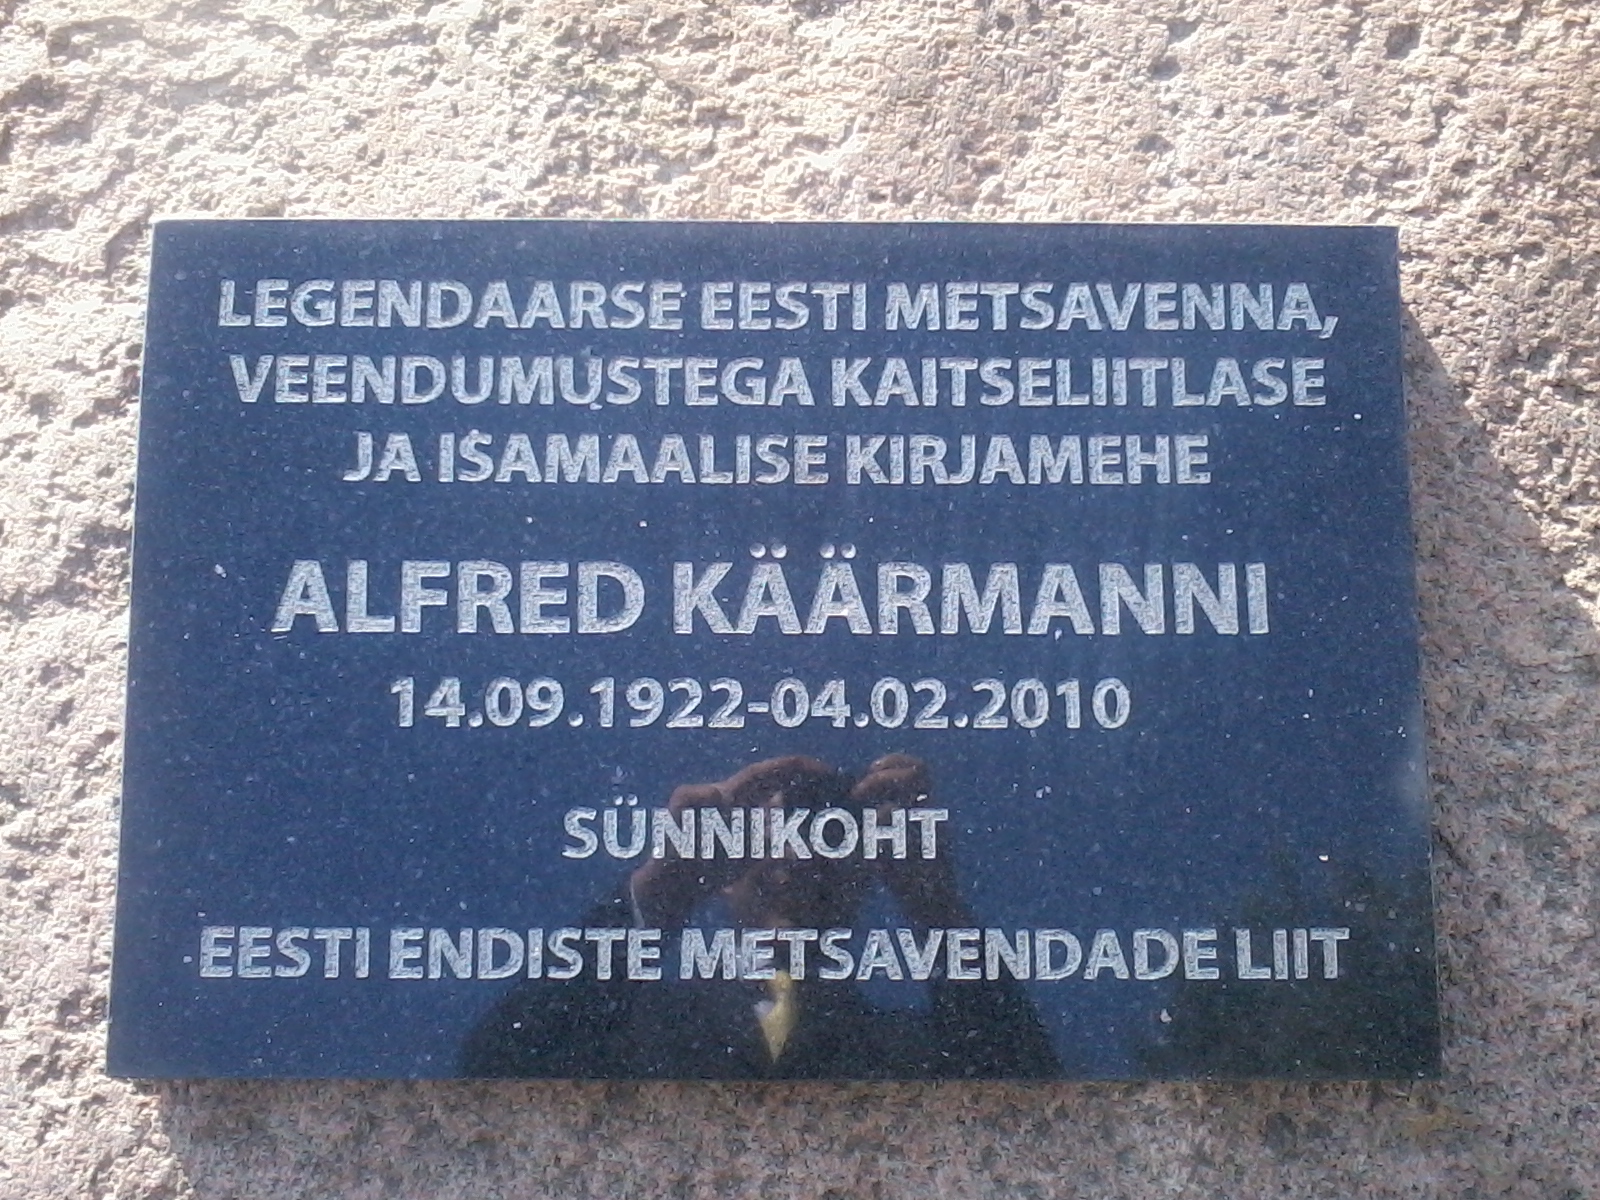 LEGENDAARSE EESTI METSAVENNA,
VEENDUMUSTEGA KAITSELIITLASE
JA ISAMAALISE KIRJAMEHE
ALFRED KÄÄRMANNI
14.09.1922-04.02.2010
SÜNNIKOHT
EESTI ENDISTE METSAVENDADE LIIT